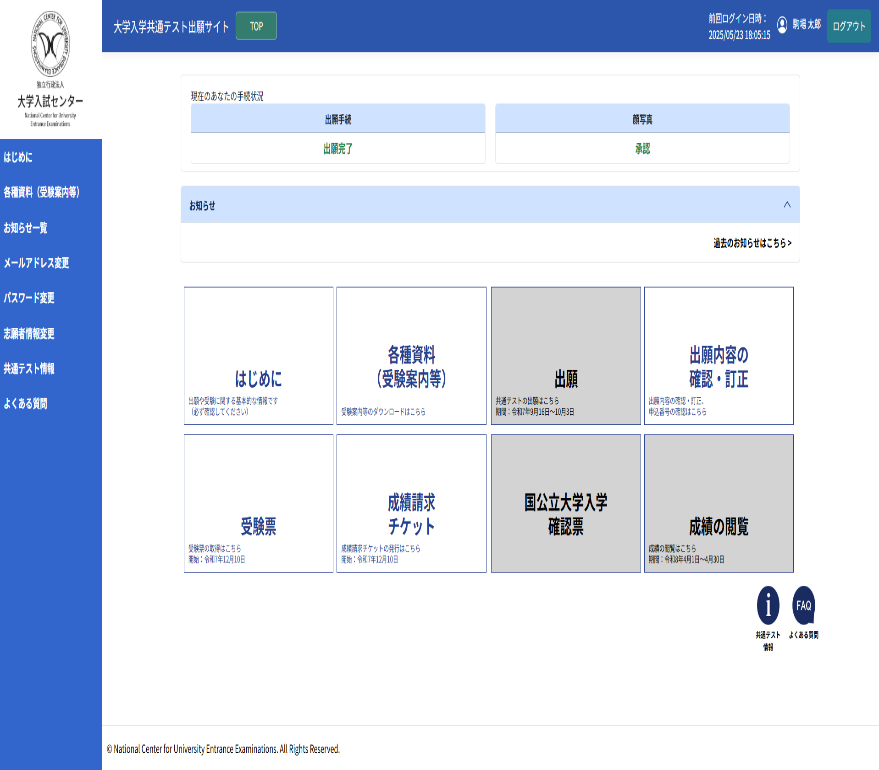 独立行政法人
大学入試センター
National Center for University
Entrance Examinations
はじめに
各種資料（受験案内等）
お知らせ一覧
メールアドレス変更
パスワード変更
志願者情報変更
共通テスト情報
よくある質問
大学入学共通テスト出願サイト
TOP
前回ログイン日時：
2025/05/23 18:05:15
駒場 太郎
ログアウト
現在のあなたの手続状況
出願手続
顔写真
出願完了
承認
お知らせ
過去のお知らせはこちら >
はじめに
出願や受験に関する基本的な情報です
（必ず確認してください）
各種資料
（受験案内等）
受験案内等のダウンロードはこちら
出願
共通テストの出願はこちら
期間：令和7年9月16日～10月3日
出願内容の
確認・訂正
出願内容の確認・訂正、
申込番号の確認はこちら
受験票
受験票の取得はこちら
開始：令和7年12月10日
成績請求
チケット
成績請求チケットの発行はこちら
開始：令和7年12月10日
国公立大学入学
確認票
成績の閲覧
成績の閲覧はこちら
期間：令和8年4月1日～4月30日
i
共通テスト
情報
FAQ
よくある質問
© National Center for University Entrance Examinations. All Rights Reserved.